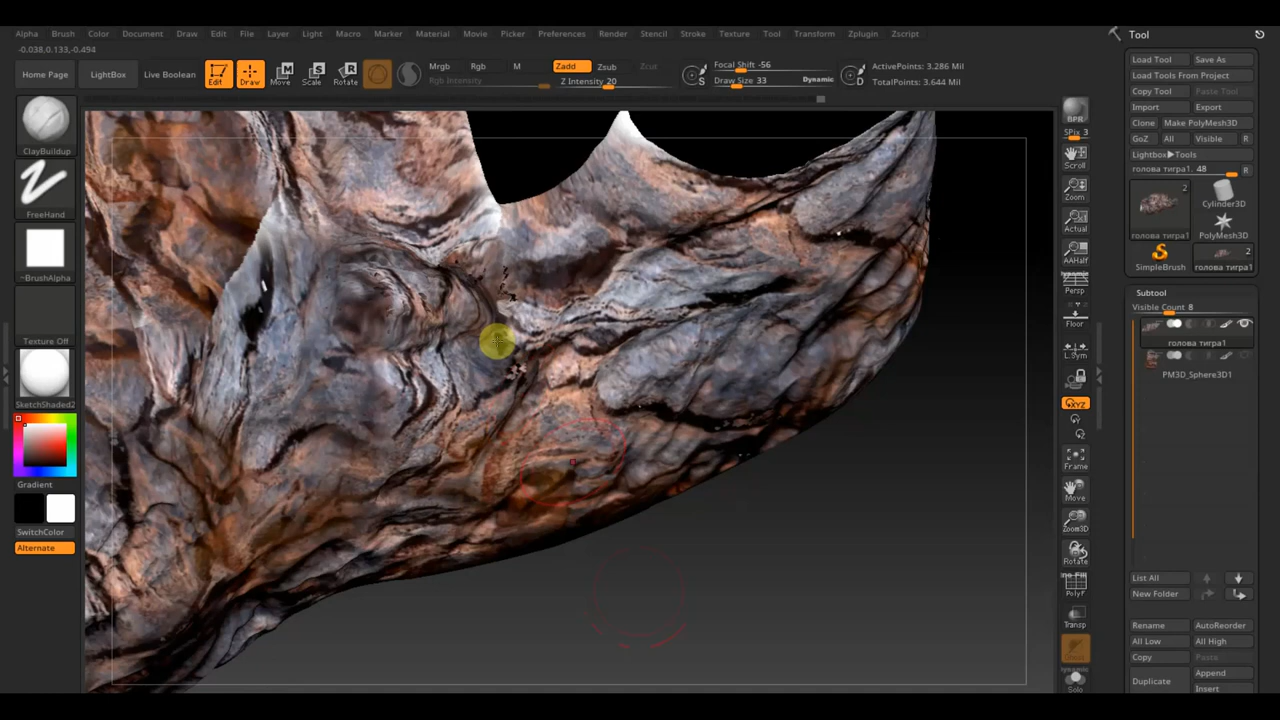 Alpha Brush Color Document Draw Edit File Layer Light Macro Marker Material Movie Picker Preferences Render Stencil Stroke Texture Tool Transform Zplugin Zscript
Tool
-0.038,0.133,-0.494
Home Page LightBox Live Boolean Edit Draw Move Scale Rotate Mrgb Rgb M Zadd Zsub Zcut Focal Shift -56 ActivePoints: 3.286 Mil
Rgb Intensity Z Intensity 20 Draw Size 33 Dynamic TotalPoints: 3.644 Mil
S D
Load Tool Save As
Load Tools From Project
Copy Tool Paste Tool
Import Export
Clone Make PolyMesh3D
GoZ All Visible R
Lightbox▶Tools
голова тигра1. 48 R
2
Cylinder3D
голова тигра1 PolyMesh3D
2
SimpleBrush голова тигра1
Subtool
Visible Count 8
голова тигра1
PM3D_Sphere3D1
List All
New Folder
Rename AutoReorder
All Low All High
Copy Paste
Duplicate Append
Insert
ClayBuildup
FreeHand
~BrushAlpha
Texture Off
SketchShaded2
Gradient
SwitchColor
Alternate
BPR
SPix 3
Scroll
Zoom
Actual
AAHalf
Dynamic
Persp
Floor
L.Sym
XYZ
Y
Z
Frame
Move
Zoom3D
Rotate
PolyF
Transp
Dynamic
Solo